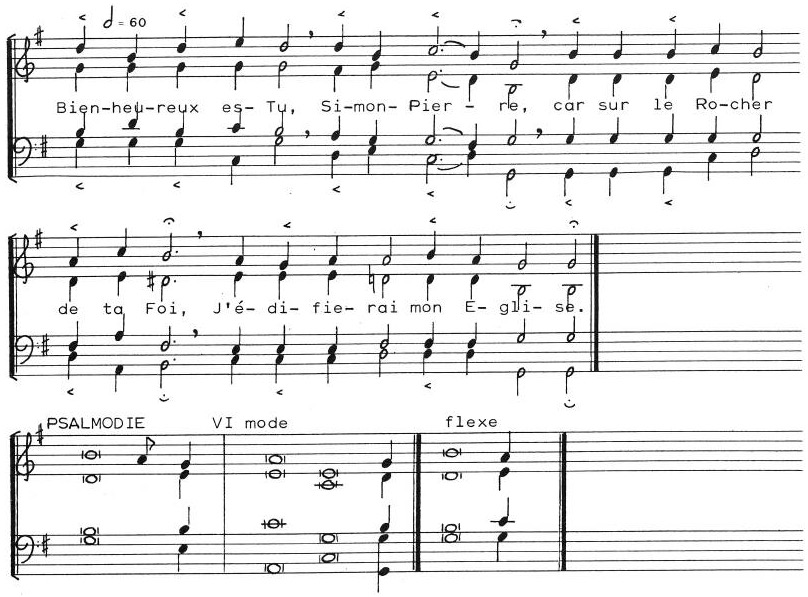 = 60
Bien-heu-reux es-Tu, Si-mon-Pier - re, car sur le Ro-cher
de ta Foi, J'é-di-fie-rai mon E-gli-se.
PSALMODIE VI mode flexe